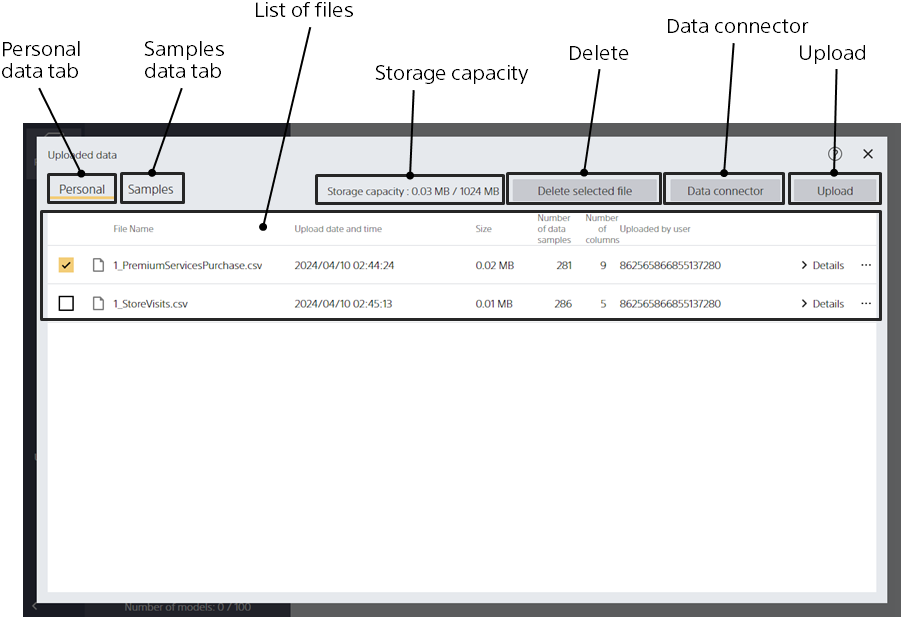 List of files
Data connector
Personal
data tab
Samples
data tab
Delete
Upload
Storage capacity
Uploaded data
Personal
Samples
Storage capacity : 0.03 MB / 1024 MB
Delete selected file
Data connector
Upload
File Name
Upload date and time
Size
Number
of data
samples
Number
of
columns
Uploaded by user
1_PremiumServicesPurchase.csv
2024/04/10 02:44:24
0.02 MB
281
9
862565866855137280
Details
1_StoreVisits.csv
2024/04/10 02:45:13
0.01 MB
286
5
862565866855137280
Details
Number of models: 0 / 100